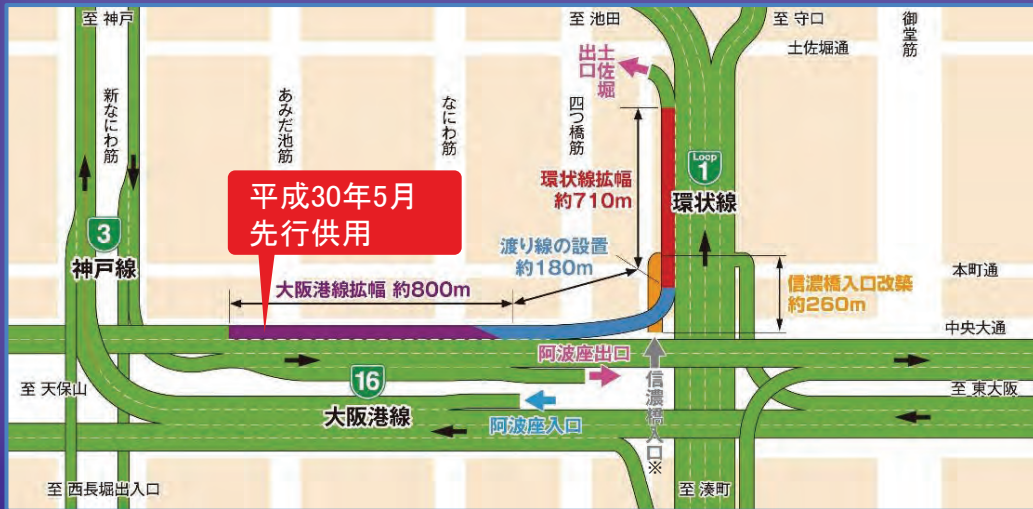 至 神戸
至 池田
至 守口
御堂筋
土佐堀通
土佐堀
出口
新なにわ筋
あみだ池筋
なにわ筋
四つ橋筋
Loop
1
環状線
環状線拡幅
約710m
平成30年5月
先行供用
3
神戸線
渡り線の設置
約180m
大阪港線拡幅 約800m
本町通
信濃橋入口改築
約260m
中央大通
阿波座出口
16
大阪港線
至 天保山
至 東大阪
阿波座入口
信濃橋入口※
至 西長堀出入口
至 湊町